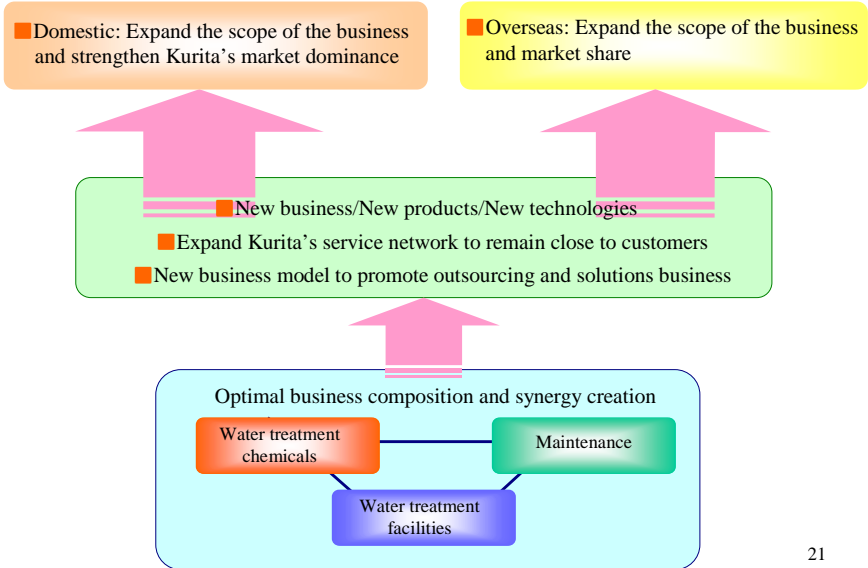 ■Domestic: Expand the scope of the business
and strengthen Kurita's market dominance
■Overseas: Expand the scope of the business
and market share
■New business/New products/New technologies
■Expand Kurita's service network to remain close to customers
■New business model to promote outsourcing and solutions business
Optimal business composition and synergy creation
Water treatment
chemicals
Maintenance
Water treatment
facilities
21